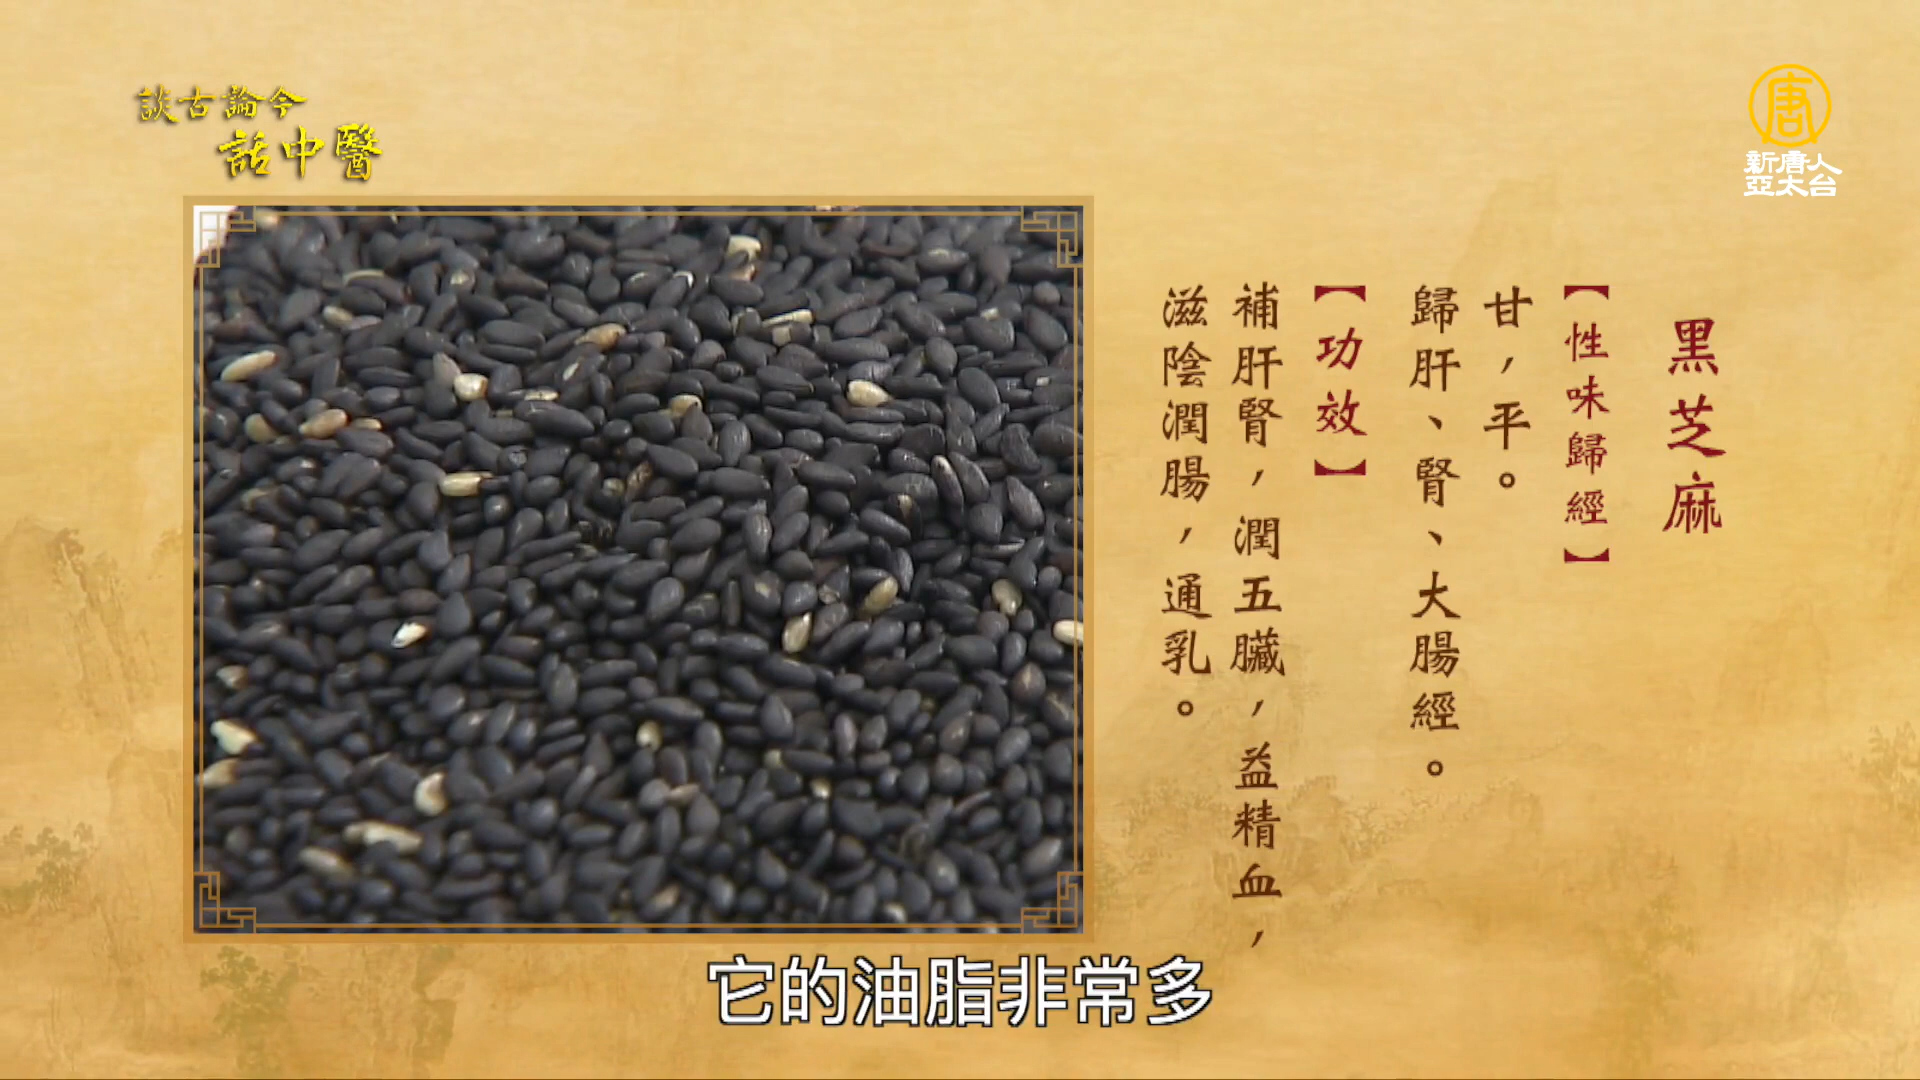 談古論今
話中醫
唐
新唐人
亞太台
黑芝麻
【性味歸經】
甘，平。
歸肝、腎、大腸經。
【功效】
補肝腎，潤五臟，益精血，
滋陰潤腸，通乳。
它的油脂非常多